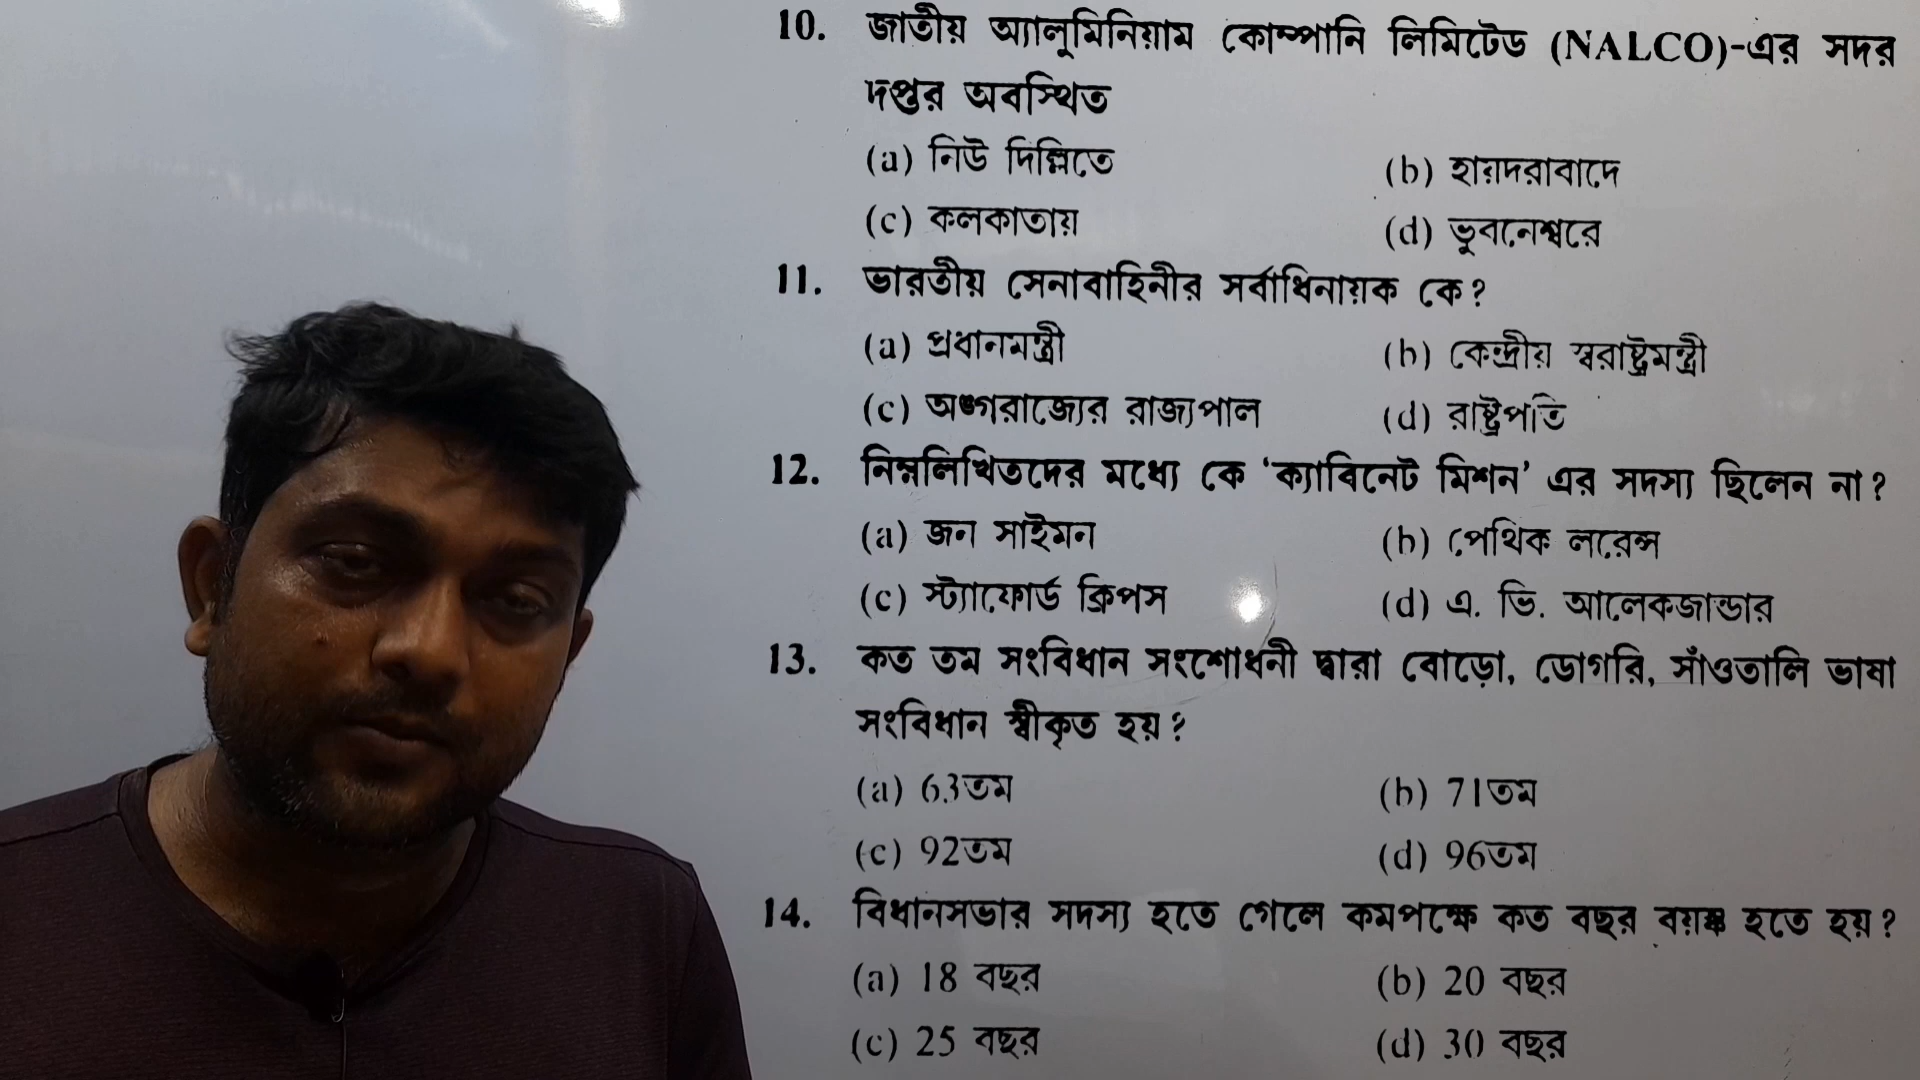 10. জাতীয় অ্যালুমিনিয়াম কোম্পানি লিমিটেড (NALCO)-এর সদর
দপ্তর অবস্থিত
(a) নিউ দিল্লিতে (b) হায়দরাবাদে
(c) কলকাতায় (d) ভুবনেশ্বরে
11. ভারতীয় সেনাবাহিনীর সর্বাধিনায়ক কে?
(a) প্রধানমন্ত্রী (b) কেন্দ্রীয় স্বরাষ্ট্রমন্ত্রী
(c) অঙ্গরাজ্যের রাজ্যপাল (d) রাষ্ট্রপতি
12. নিম্নলিখিতদের মধ্যে কে ‘ক্যাবিনেট মিশন’ এর সদস্য ছিলেন না?
(a) জন সাইমন (b) পেথিক লরেন্স
(c) স্ট্যাফোর্ড ক্রিপস (d) এ. ভি. আলেকজান্ডার
13. কত তম সংবিধান সংশোধনী দ্বারা বোড়ো, ডোগরি, সাঁওতালি ভাষা
সংবিধান স্বীকৃত হয়?
(a) 63তম (b) 71তম
(c) 92তম (d) 96তম
14. বিধানসভার সদস্য হতে গেলে কমপক্ষে কত বছর বয়স্ক হতে হয়?
(a) 18 বছর (b) 20 বছর
(c) 25 বছর (d) 30 বছর